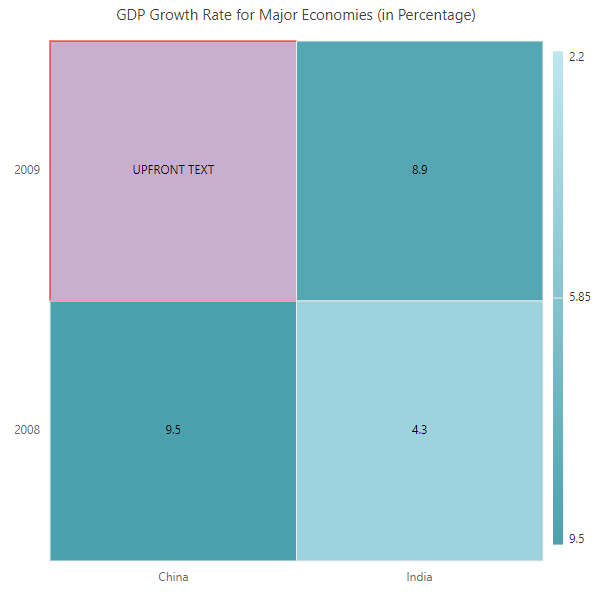 GDP Growth Rate for Major Economies (in Percentage)
2.2
2009
UPFRONT TEXT
8.9
5.85
2008
9.5
4.3
9.5
China
India